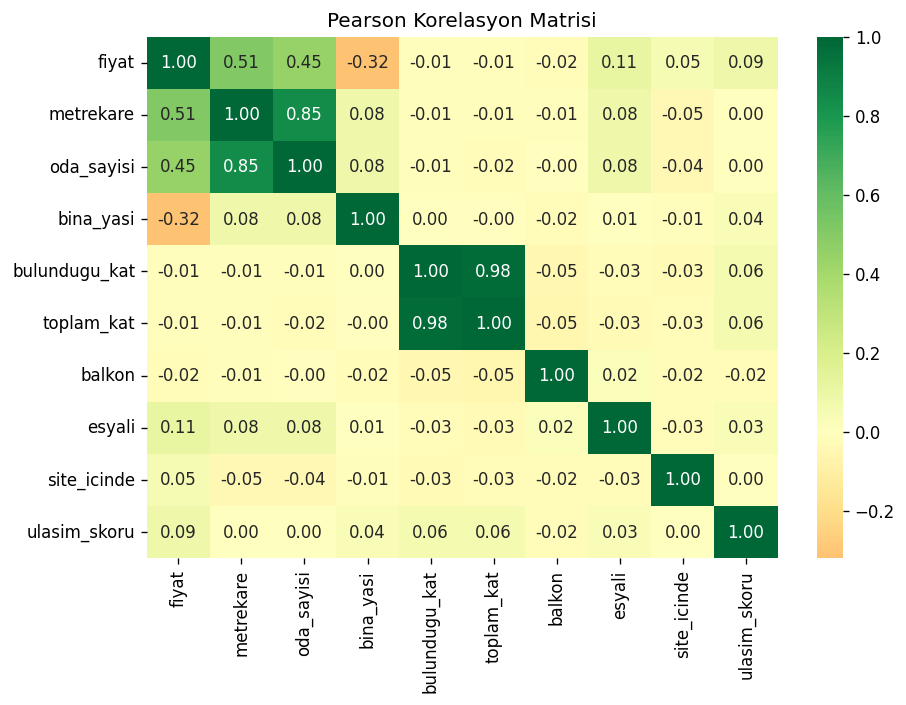 Pearson Korelasyon Matrisi
fiyat 1.00 0.51 0.45 -0.32 -0.01 -0.01 -0.02 0.11 0.05 0.09
metrekare 0.51 1.00 0.85 0.08 -0.01 -0.01 -0.01 0.08 -0.05 0.00
oda_sayisi 0.45 0.85 1.00 0.08 -0.01 -0.02 -0.00 0.08 -0.04 0.00
bina_yasi -0.32 0.08 0.08 1.00 0.00 -0.00 -0.02 0.01 -0.01 0.04
bulundugu_kat -0.01 -0.01 -0.01 0.00 1.00 0.98 -0.05 -0.03 -0.03 0.06
toplam_kat -0.01 -0.01 -0.02 -0.00 0.98 1.00 -0.05 -0.03 -0.03 0.06
balkon -0.02 -0.01 -0.00 -0.02 -0.05 -0.05 1.00 0.02 -0.02 -0.02
esyali 0.11 0.08 0.08 0.01 -0.03 -0.03 0.02 1.00 -0.03 0.03
site_icinde 0.05 -0.05 -0.04 -0.01 -0.03 -0.03 -0.02 -0.03 1.00 0.00
ulasim_skoru 0.09 0.00 0.00 0.04 0.06 0.06 -0.02 0.03 0.00 1.00
fiyat metrekare oda_sayisi bina_yasi bulundugu_kat toplam_kat balkon esyali site_icinde ulasim_skoru
1.0
0.8
0.6
0.4
0.2
0.0
−0.2